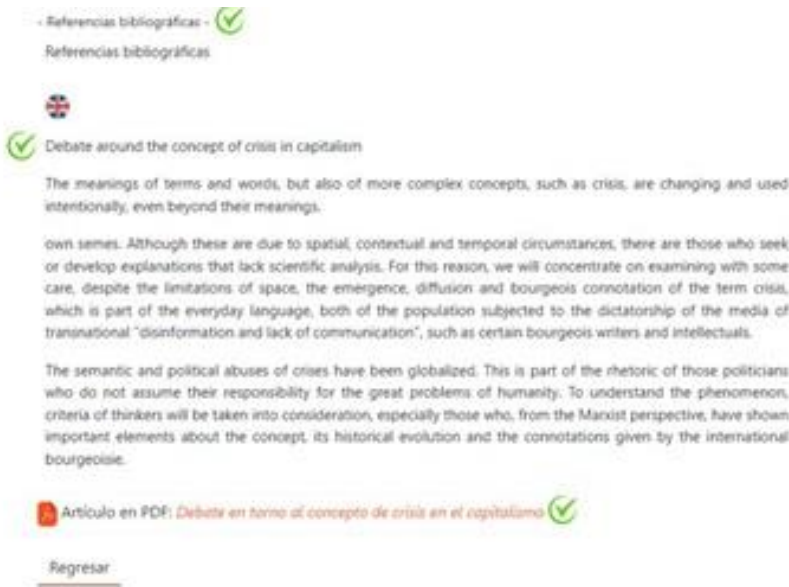 - Referencias bibliográficas -
Referencias bibliográficas
Debate around the concept of crisis in capitalism
The meanings of terms and words, but also of more complex concepts, such as crisis, are changing and used
intentionally, even beyond their meanings.
own semes. Although these are due to spatial, contextual and temporal circumstances, there are those who seek
or develop explanations that lack scientific analysis. For this reason, we will concentrate on examining with some
care, despite the limitations of space, the emergence, diffusion and bourgeois connotation of the term crisis,
which is part of the everyday language, both of the population subjected to the dictatorship of the media of
transnational "disinformation and lack of communication", such as certain bourgeois writers and intellectuals.
The semantic and political abuses of crises have been globalized. This is part of the rhetoric of those politicians
who do not assume their responsibility for the great problems of humanity. To understand the phenomenon,
criteria of thinkers will be taken into consideration, especially those who, from the Marxist perspective, have shown
important elements about the concept, its historical evolution and the connotations given by the international
bourgeoisie.
Artículo en PDF: Debate en torno al concepto de crisis en el capitalismo
Regresar